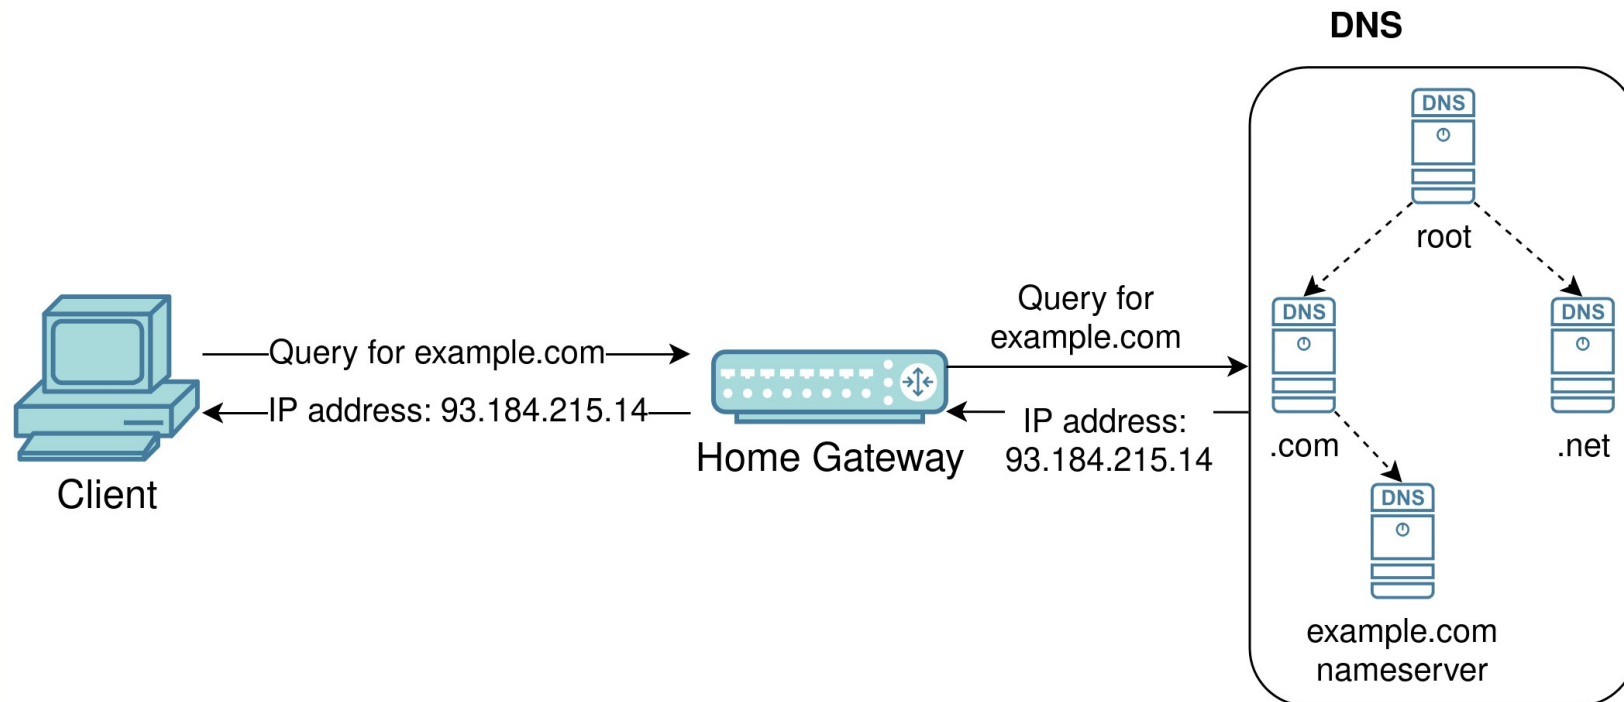 DNS
DNS
root
DNS
.com
DNS
.net
DNS
example.com
nameserver
Query for example.com
IP address: 93.184.215.14
Client
Home Gateway
Query for
example.com
IP address:
93.184.215.14